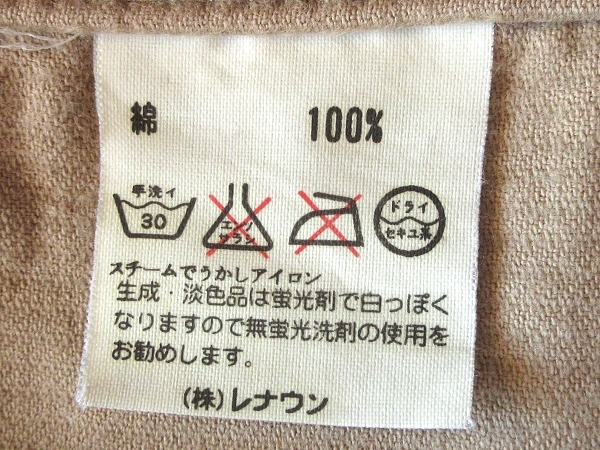 綿 100%
手洗イ
30
エンソ
サラシ
ドライ
セキユ系
スチームでうかしアイロン
生成・淡色品は蛍光剤で白っぽく
なりますので無蛍光洗剤の使用を
お勧めします。
(株)レナウン